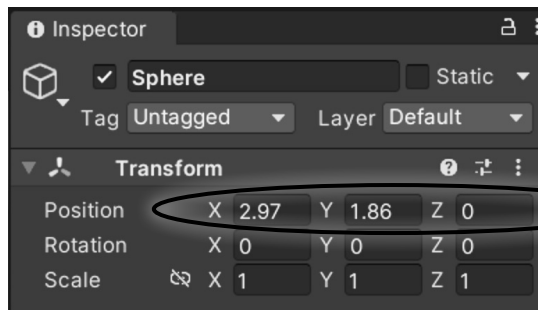 Inspector
Sphere Static
Tag Untagged Layer Default
Transform
Position X 2.97 Y 1.86 Z 0
Rotation X 0 Y 0 Z 0
Scale X 1 Y 1 Z 1